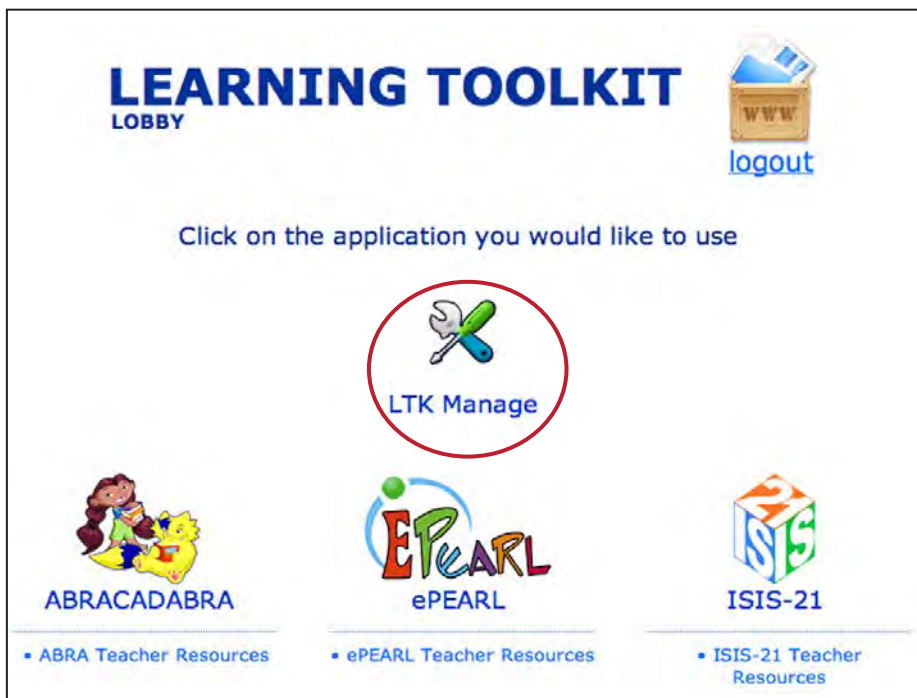 LEARNING TOOLKIT
LOBBY
WWW
logout
Click on the application you would like to use
LTK Manage
EPEARL
2
ISIS
ABRACADABRA
ePEARL
ISIS-21
▪ ABRA Teacher Resources
▪ ePEARL Teacher Resources
▪ ISIS-21 Teacher
Resources